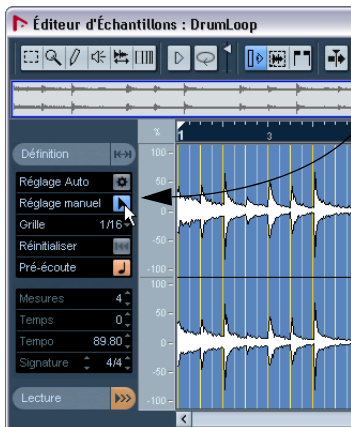 Éditeur d'Échantillons : DrumLoop
%
1
3
Définition
100
Réglage Auto
50
Réglage manuel
0
Grille 1/16
-50
Réinitialiser
Pré-écoute
-100
100
Mesures 4
50
Temps 0
Tempo 89.80
0
Signature 4/4
-50
Lecture
-100